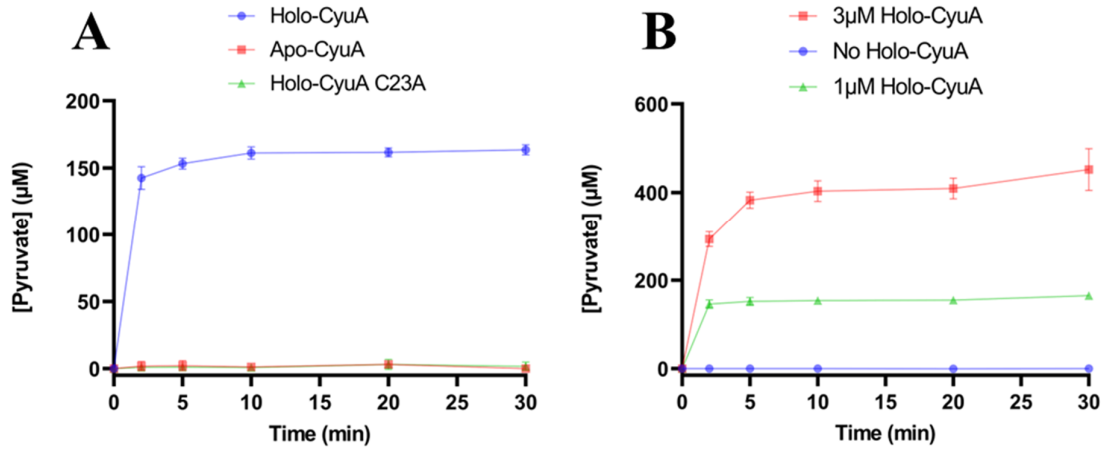 A
Holo-CyuA
Apo-CyuA
Holo-CyuA C23A
[Pyruvate] (μM)
200
150
100
50
0
0 5 10 15 20 25 30
Time (min)
B
3μM Holo-CyuA
No Holo-CyuA
1μM Holo-CyuA
[Pyruvate] (μM)
600
400
200
0
0 5 10 15 20 25 30
Time (min)